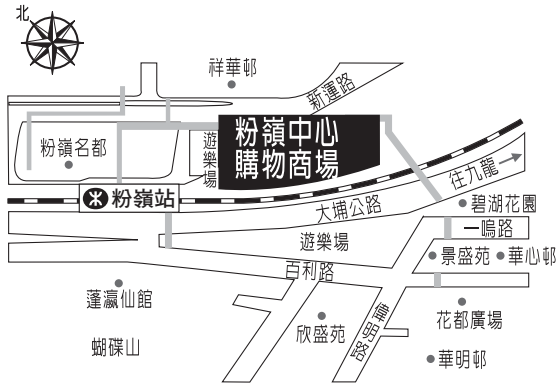 北
祥華邨
新運路
粉嶺名都
遊樂場
粉嶺中心
購物商場
往九龍
粉嶺站
大埔公路
碧湖花園
一鳴路
遊樂場
景盛苑
華心邨
百利路
蓬瀛仙館
欣盛苑
華明路
花都廣場
蝴碟山
華明邨